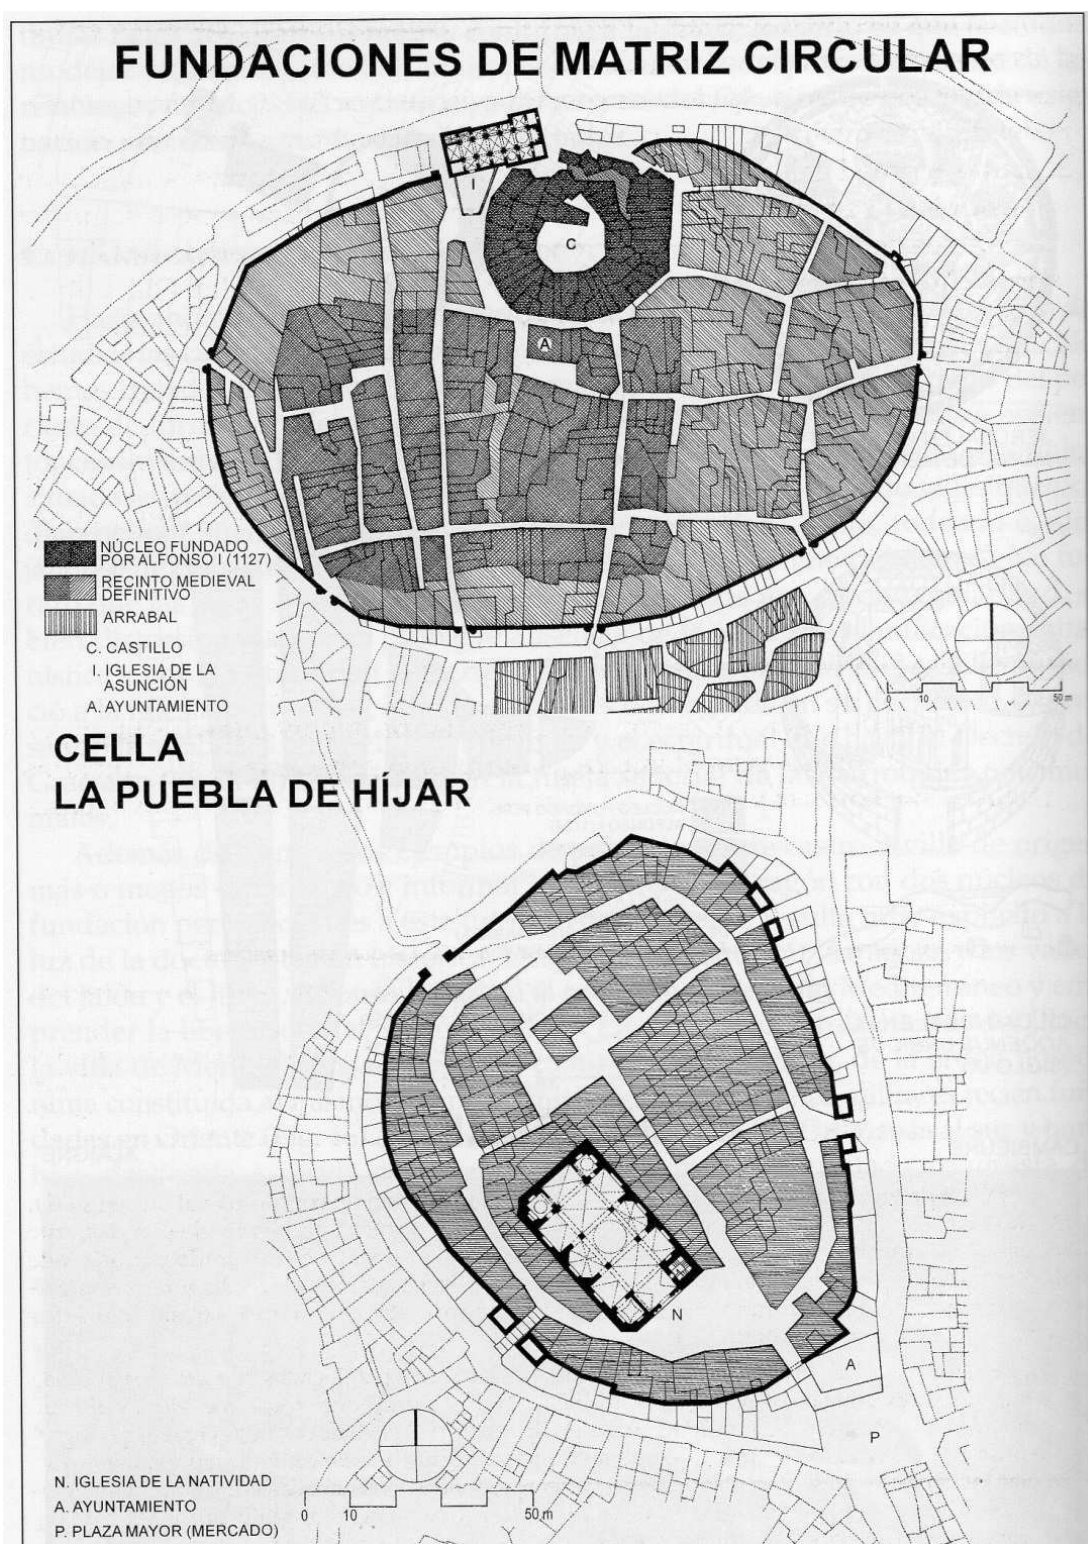 FUNDACIONES DE MATRIZ CIRCULAR
I
C
A
NÚCLEO FUNDADO
POR ALFONSO I (1127)
RECINTO MEDIEVAL
DEFINITIVO
ARRABAL
C. CASTILLO
I. IGLESIA DE LA
ASUNCIÓN
A. AYUNTAMIENTO
0 10 50 m
CELLA
LA PUEBLA DE HÍJAR
N
A
P
N. IGLESIA DE LA NATIVIDAD
A. AYUNTAMIENTO
P. PLAZA MAYOR (MERCADO)
0 10 50 m